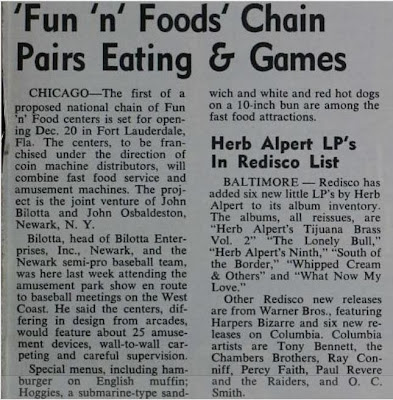 'Fun 'n' Foods' Chain
Pairs Eating & Games
CHICAGO—The first of a
proposed national chain of Fun
'n' Food centers is set for open-
ing Dec. 20 in Fort Lauderdale,
Fla. The centers, to be fran-
chised under the direction of
coin machine distributors, will
combine fast food service and
amusement machines. The proj-
ect is the joint venture of John
Bilotta and John Osbaldeston,
Newark, N. Y.
Bilotta, head of Bilotta Enter-
prises, Inc., Newark, and the
Newark semi-pro baseball team,
was here last week attending the
amusement park show en route
to baseball meetings on the West
Coast. He said the centers, dif-
fering in design from arcades,
would feature about 25 amuse-
ment devices, wall-to-wall car-
peting and careful supervision.
Special menus, including ham-
burger on English muffin;
Hoggies, a submarine-type sand-
wich and white and red hot dogs
on a 10-inch bun are among the
fast food attractions.
Herb Alpert LP's
In Redisco List
BALTIMORE — Redisco has
added six new little LP's by Herb
Alpert to its album inventory.
The albums, all reissues, are
"Herb Alpert's Tijuana Brass
Vol. 2" "The Lonely Bull,"
"Herb Alpert's Ninth," "South of
the Border," "Whipped Cream
& Others" and "What Now My
Love."
Other Redisco new releases
are from Warner Bros., featuring
Harpers Bizarre and six new re-
leases on Columbia. Columbia
artists are Tony Bennett, the
Chambers Brothers, Ray Con-
niff, Percy Faith, Paul Revere
and the Raiders, and O. C.
Smith.